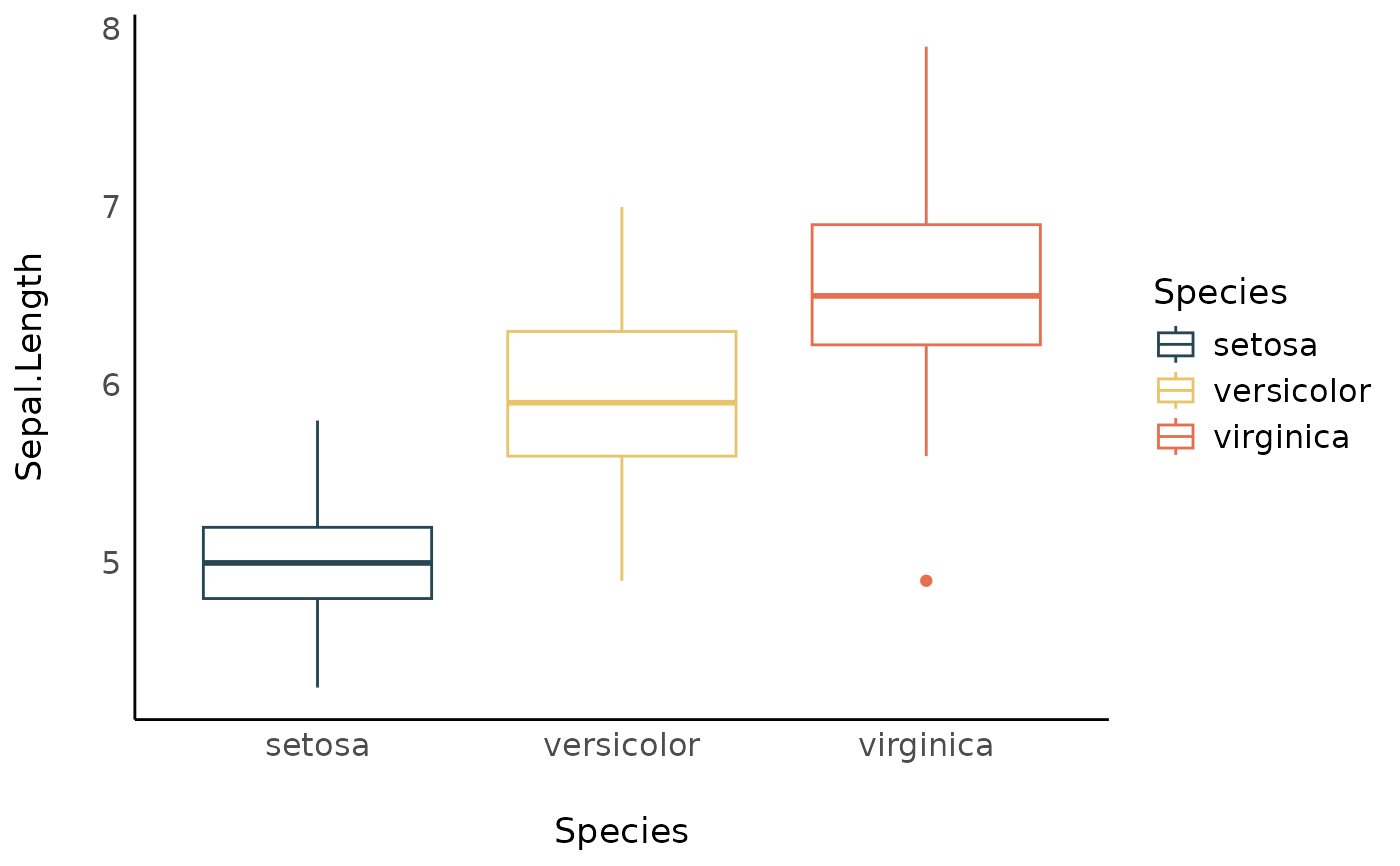 8
7
6
5
Sepal.Length
setosa
versicolor
virginica
Species
Species
setosa
versicolor
virginica